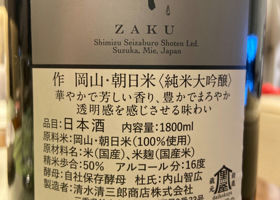 ZAKU
Shimizu Seizaburo Shoten Ltd.
Suzuka, Mie, Japan
作 岡山・朝日米〈純米大吟醸〉
華やかで芳しい香り、豊かでまろやか
透明感を感じさせる味わい
品目:日本酒 内容量:1800ml
原料米:岡山・朝日米(100%使用)
原材料:米(国産)、米麹(国産米)
精米歩合:50% アルコール分:16度
酵母:自社保存酵母 杜氏:内山智広
製造者:清水清三郎商店株式会社